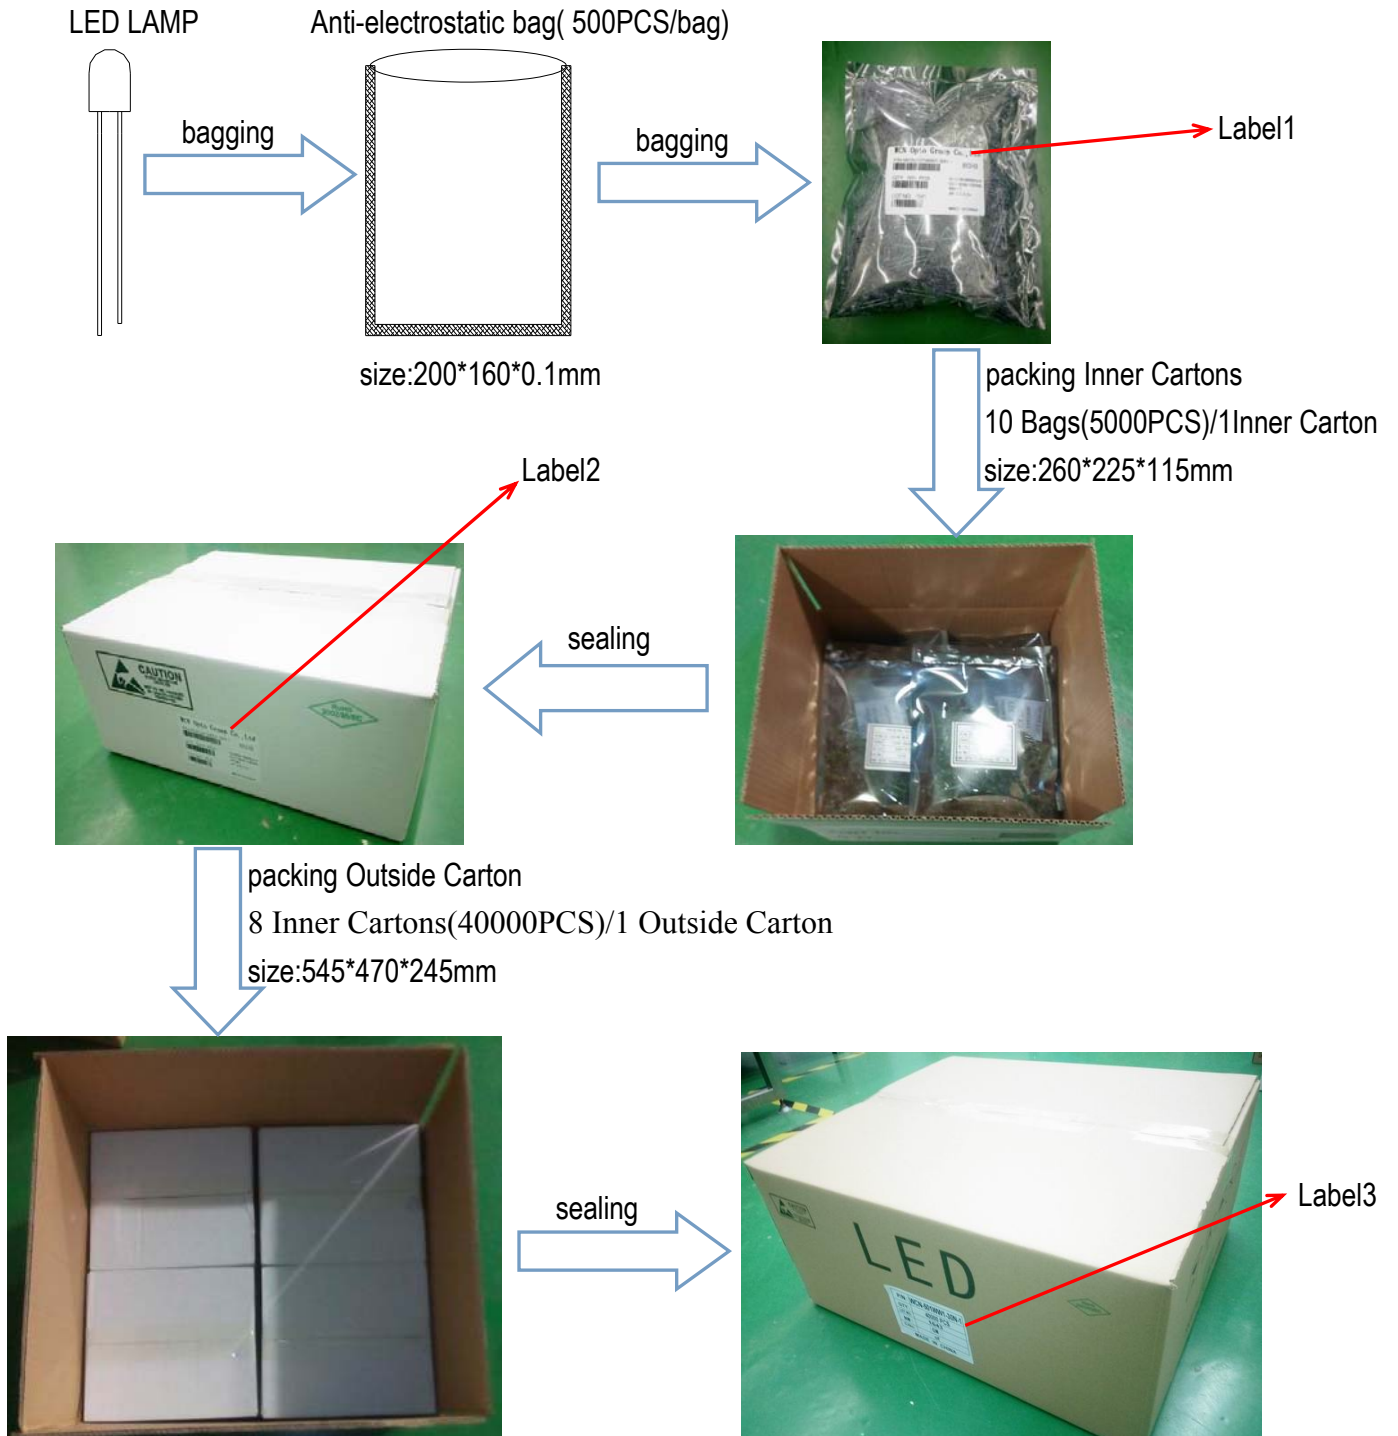 LED LAMP
Anti-electrostatic bag( 500PCS/bag)
bagging
bagging
Label1
size:200*160*0.1mm
packing Inner Cartons
10 Bags(5000PCS)/1Inner Carton
size:260*225*115mm
Label2
sealing
CAUTION
packing Outside Carton
8 Inner Cartons(40000PCS)/1 Outside Carton
size:545*470*245mm
sealing
Label3
LED